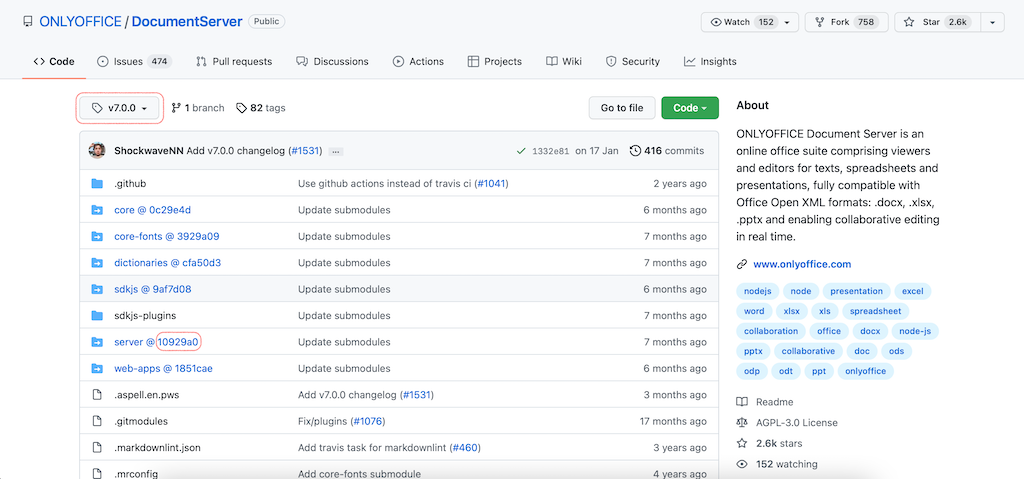 ONLYOFFICE / DocumentServer Public
Watch 152 Fork 758 Star 2.6k
Code Issues 474 Pull requests Discussions Actions Projects Wiki Security Insights
v7.0.0 1 branch 82 tags Go to file Code
ShockwaveNN Add v7.0.0 changelog (#1531) ... 1332e81 on 17 Jan 416 commits
.github Use github actions instead of travis ci (#1041) 2 years ago
core @ 0c29e4d Update submodules 6 months ago
core-fonts @ 3929a09 Update submodules 7 months ago
dictionaries @ cfa50d3 Update submodules 7 months ago
sdkjs @ 9af7d08 Update submodules 6 months ago
sdkjs-plugins Update submodules 7 months ago
server @ 10929a0 Update submodules 7 months ago
web-apps @ 1851cae Update submodules 6 months ago
.aspell.en.pws Add v7.0.0 changelog (#1531) 3 months ago
.gitmodules Fix/plugins (#1076) 17 months ago
.markdownlint.json Add travis task for markdownlint (#460) 3 years ago
.mrconfig Add core-fonts submodule 4 years ago
About
ONLYOFFICE Document Server is an
online office suite comprising viewers
and editors for texts, spreadsheets and
presentations, fully compatible with
Office Open XML formats: .docx, .xlsx,
.pptx and enabling collaborative editing
in real time.
www.onlyoffice.com
nodejs node presentation excel
word xlsx xls spreadsheet
collaboration office docx node-js
pptx collaborative doc ods
odp odt ppt onlyoffice
Readme
AGPL-3.0 License
2.6k stars
152 watching